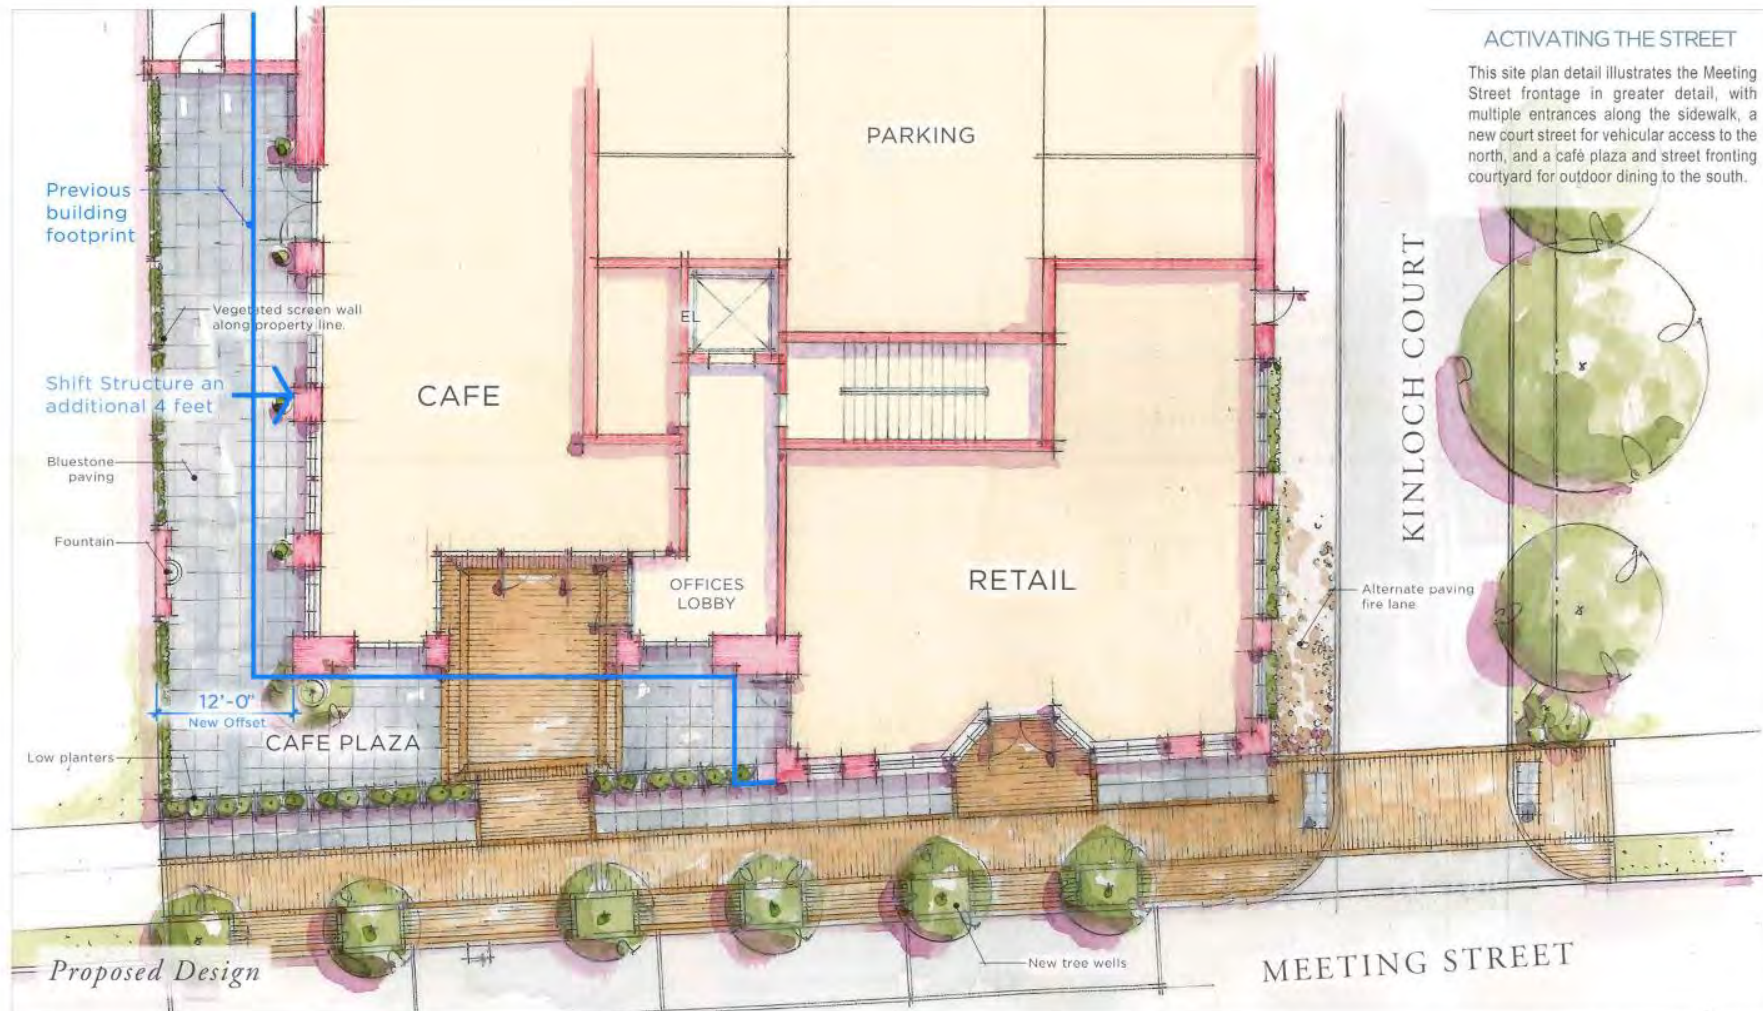 ACTIVATING THE STREET
This site plan detail illustrates the Meeting
Street frontage in greater detail, with
multiple entrances along the sidewalk, a
new court street for vehicular access to the
north, and a café plaza and street fronting
courtyard for outdoor dining to the south.
PARKING
Previous
building
footprint
Vegetated screen wall
along property line.
EL
KINLOCH COURT
Shift Structure an
additional 4 feet
CAFE
Bluestone
paving
Fountain
OFFICES
LOBBY
RETAIL
Alternate paving
fire lane
12'-0"
New Offset
CAFE PLAZA
Low planters
New tree wells
Proposed Design
MEETING STREET